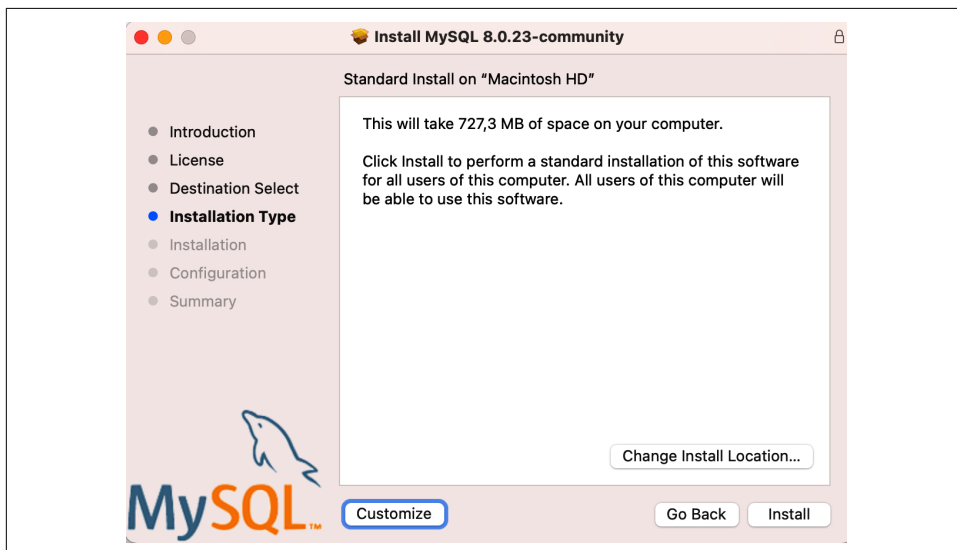 Install MySQL 8.0.23-community
Standard Install on “Macintosh HD”
Introduction
License
Destination Select
Installation Type
Installation
Configuration
Summary
This will take 727,3 MB of space on your computer.
Click Install to perform a standard installation of this software
for all users of this computer. All users of this computer will
be able to use this software.
Change Install Location...
MySQL™
Customize
Go Back
Install